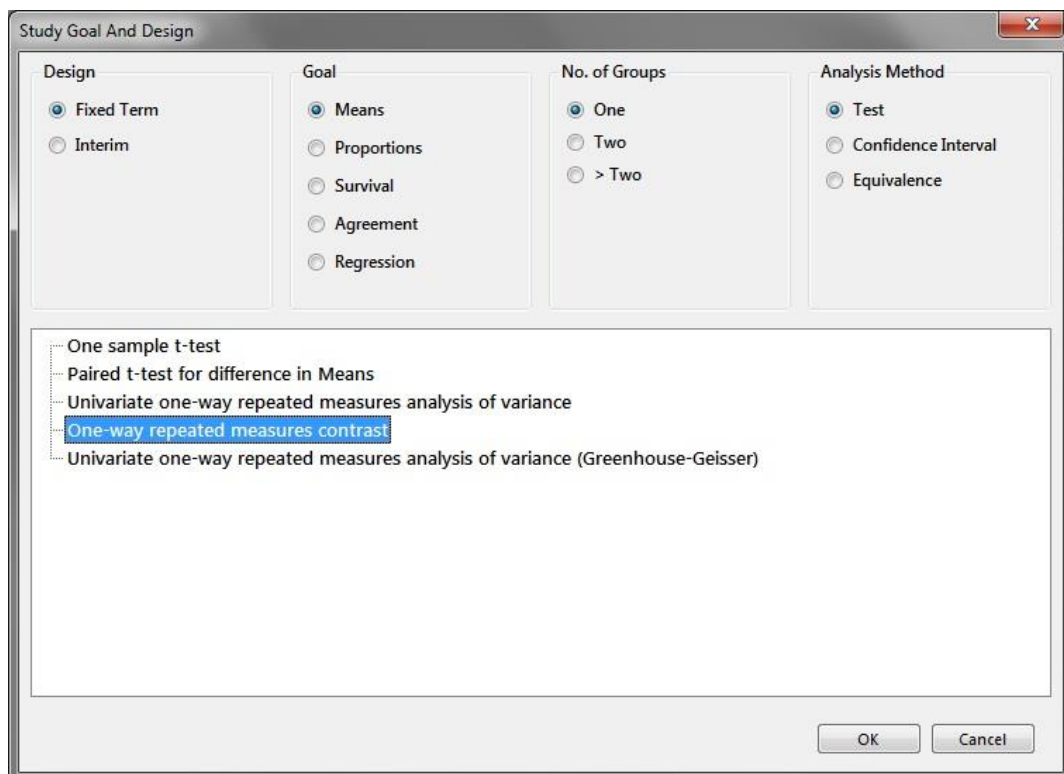 Study Goal And Design
Design
Fixed Term
Interim
Goal
Means
Proportions
Survival
Agreement
Regression
No. of Groups
One
Two
> Two
Analysis Method
Test
Confidence Interval
Equivalence
One sample t-test
Paired t-test for difference in Means
Univariate one-way repeated measures analysis of variance
One-way repeated measures contrast
Univariate one-way repeated measures analysis of variance (Greenhouse-Geisser)
OK
Cancel